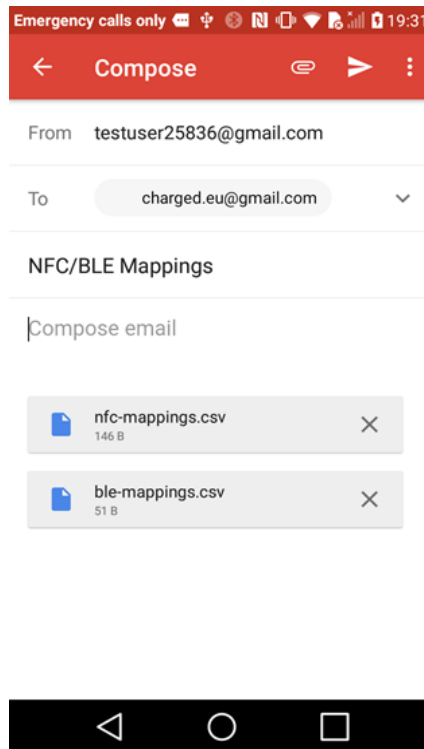 Emergency calls only 19:31
Compose
From testuser25836@gmail.com
To charged.eu@gmail.com
NFC/BLE Mappings
Compose email
nfc-mappings.csv
146 B
ble-mappings.csv
51 B